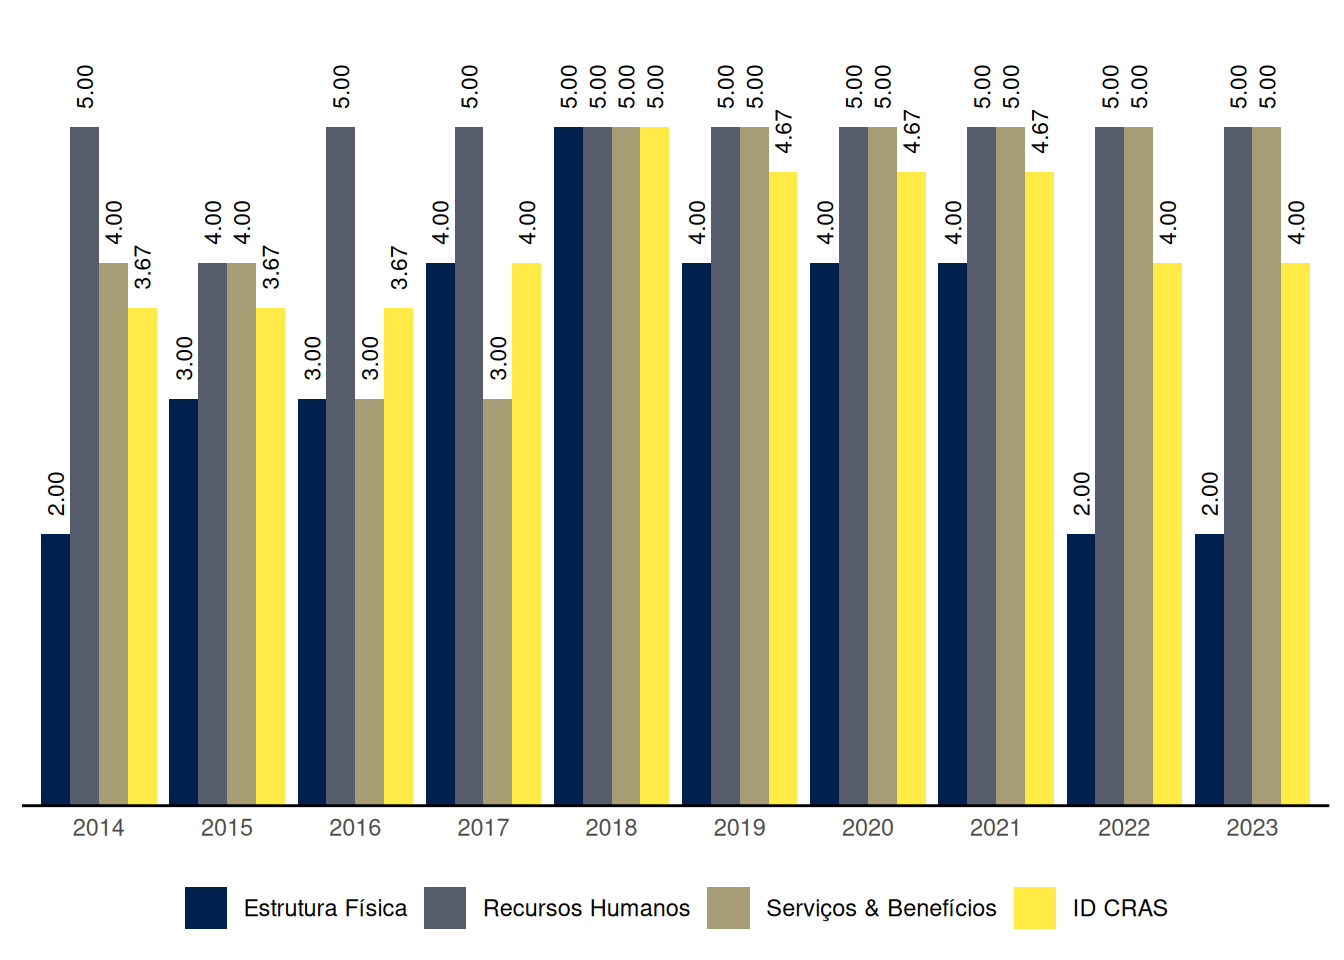 2.00 5.00 4.00 3.67
3.00 4.00 4.00 3.67
3.00 5.00 3.00 3.67
4.00 5.00 3.00 4.00
5.00 5.00 5.00 5.00
4.00 5.00 5.00 4.67
4.00 5.00 5.00 4.67
4.00 5.00 5.00 4.67
2.00 5.00 5.00 4.00
2.00 5.00 5.00 4.00
2014 2015 2016 2017 2018 2019 2020 2021 2022 2023
Estrutura Física Recursos Humanos Serviços & Benefícios ID CRAS